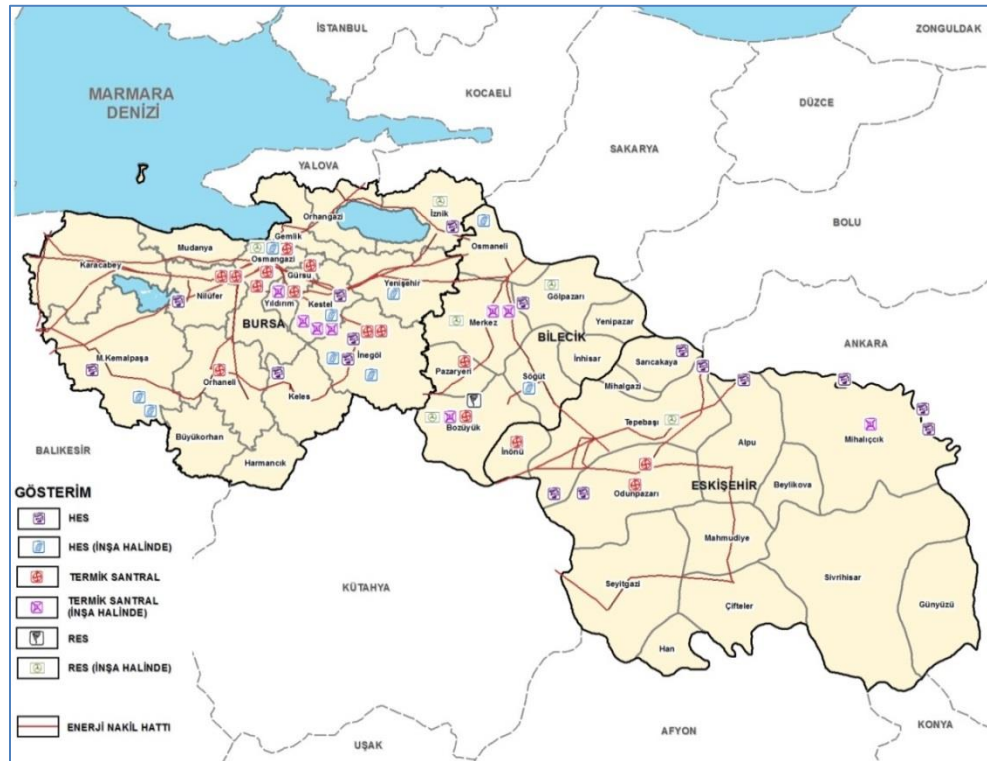 İSTANBUL
ZONGULDAK
MARMARA
DENİZİ
KOCAELİ
DÜZCE
SAKARYA
YALOVA
BOLU
İznik
Orhangazi
Osmaneli
Gemlik
Mudanya
Osmangazi
Karacabey
Gürsu
Yenişehir
Gölpazarı
Nilüfer
Yıldırım
Kestel
Merkez
Yenipazar
BURSA
BİLECİK
ANKARA
İnegöl
İnhisar
Sarıcakaya
M.Kemalpaşa
Pazaryeri
Söğüt
Mihalgazi
Orhaneli
Keles
Bozüyük
Tepebaşı
Mihalıçcık
Büyükorhan
Alpu
BALIKESİR
İnönü
Harmancık
ESKİŞEHİR
Beylikova
Odunpazarı
GÖSTERİM
HES
HES (İNŞA HALİNDE)
TERMİK SANTRAL
TERMİK SANTRAL
(İNŞA HALİNDE)
RES
RES (İNŞA HALİNDE)
ENERJİ NAKİL HATTI
Mahmudiye
KÜTAHYA
Seyitgazi
Sivrihisar
Çifteler
Günyüzü
Han
UŞAK
AFYON
KONYA